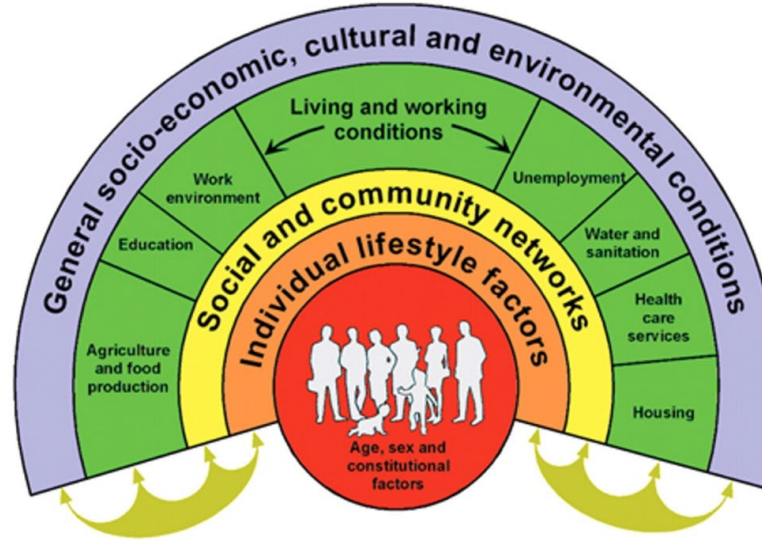 General socio-economic, cultural and environmental conditions
Living and working
conditions
Work
environment
Unemployment
Education
Water and
sanitation
Agriculture
and food
production
Health
care
services
Housing
Social and community networks
Individual lifestyle factors
Age, sex and
constitutional
factors